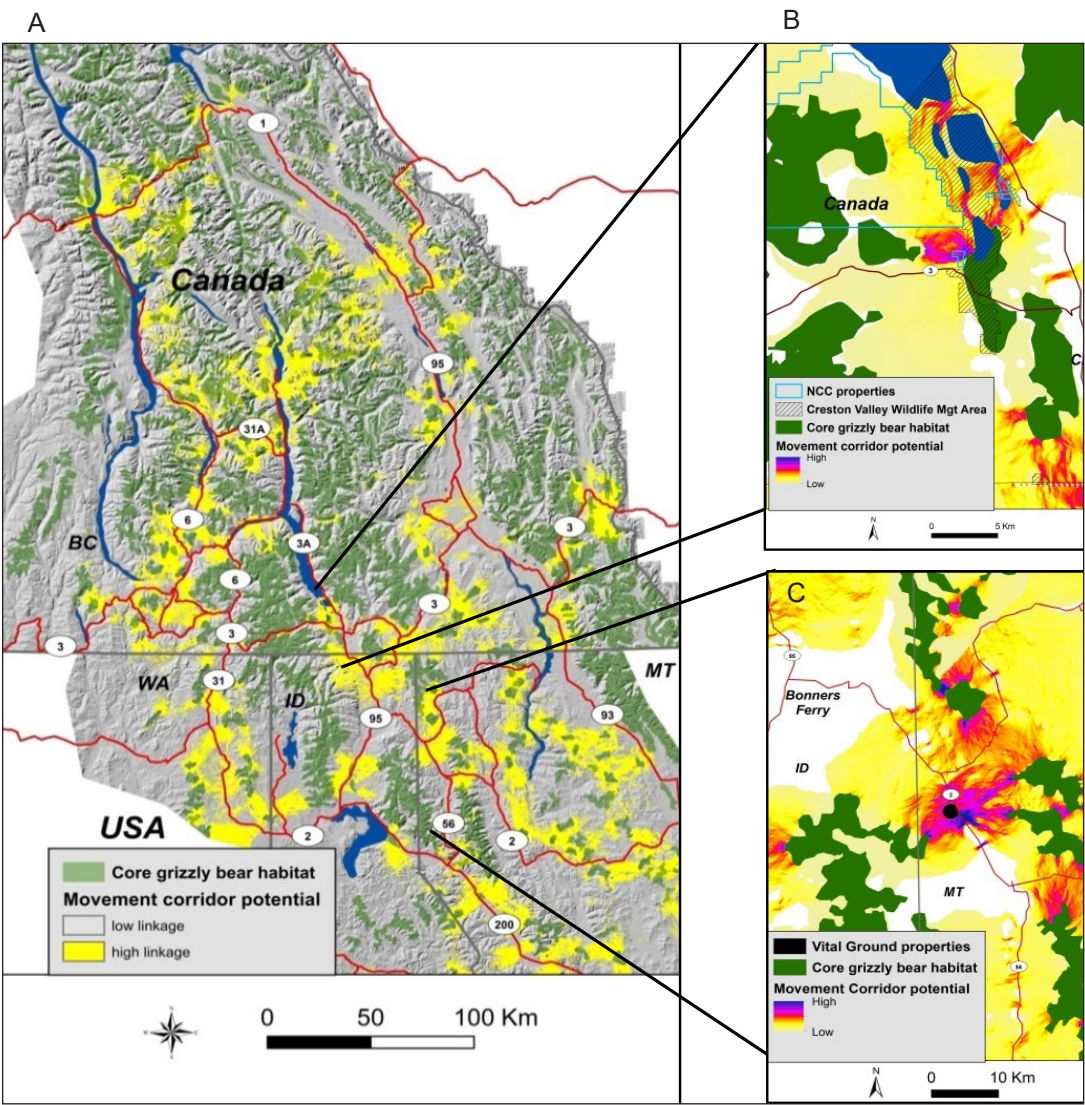 A
1
Canada
95
31A
6
BC
3A
3
6
3
3
3
WA
31
ID
MT
95
93
USA
2
56
2
200
Core grizzly bear habitat
Movement corridor potential
low linkage
high linkage
N
W
E
S
0 50 100 Km
B
Canada
3
C
NCC properties
Creston Valley Wildlife Mgt Area
Core grizzly bear habitat
Movement corridor potential
High
Low
N
0 5 Km
C
95
Bonners
Ferry
ID
2
MT
56
Vital Ground properties
Core grizzly bear habitat
Movement Corridor potential
High
Low
N
0 10 Km